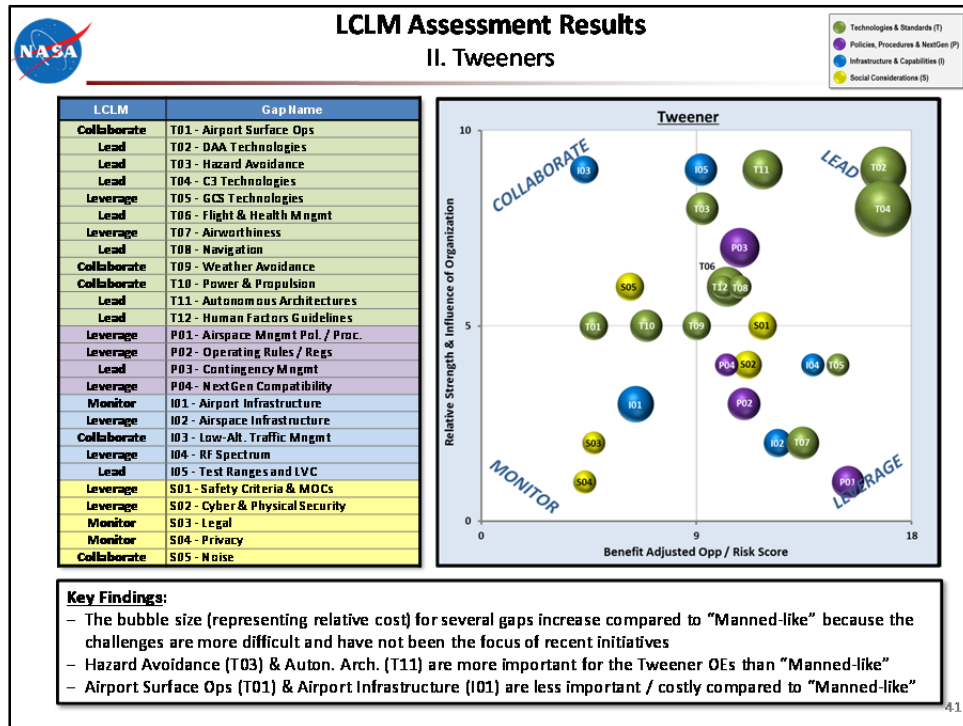 LCLM Assessment Results
II. Tweeners
NASA
Technologies & Standards (T)
Policies, Procedures & NextGen (P)
Infrastructure & Capabilities (I)
Social Considerations (S)
LCLM Gap Name
Collaborate T01 - Airport Surface Ops
Lead T02 - DAA Technologies
Lead T03 - Hazard Avoidance
Lead T04 - C3 Technologies
Leverage T05 - GCS Technologies
Lead T06 - Flight & Health Mngmt
Leverage T07 - Airworthiness
Lead T08 - Navigation
Collaborate T09 - Weather Avoidance
Collaborate T10 - Power & Propulsion
Lead T11 - Autonomous Architectures
Lead T12 - Human Factors Guidelines
Leverage P01 - Airspace Mngmt Pol. / Proc.
Leverage P02 - Operating Rules / Regs
Lead P03 - Contingency Mngmt
Leverage P04 - NextGen Compatibility
Monitor I01 - Airport Infrastructure
Leverage I02 - Airspace Infrastructure
Collaborate I03 - Low-Alt. Traffic Mngmt
Leverage I04 - RF Spectrum
Lead I05 - Test Ranges and LVC
Leverage S01 - Safety Criteria & MOCs
Leverage S02 - Cyber & Physical Security
Monitor S03 - Legal
Monitor S04 - Privacy
Collaborate S05 - Noise
Tweener
10
COLLABORATE
LEAD
I03
I05
T11
T02
T03
T04
P03
T06
S05
T12
T08
5
T01
T10
T09
S01
P04
S02
I04
T05
I01
P02
S03
I02
T07
MONITOR
LEVERAGE
S04
P01
0
0
9
18
Relative Strength & Influence of Organization
Benefit Adjusted Opp / Risk Score
Key Findings:
– The bubble size (representing relative cost) for several gaps increase compared to “Manned-like” because the
challenges are more difficult and have not been the focus of recent initiatives
– Hazard Avoidance (T03) & Auton. Arch. (T11) are more important for the Tweener OEs than “Manned-like”
– Airport Surface Ops (T01) & Airport Infrastructure (I01) are less important / costly compared to “Manned-like”
41